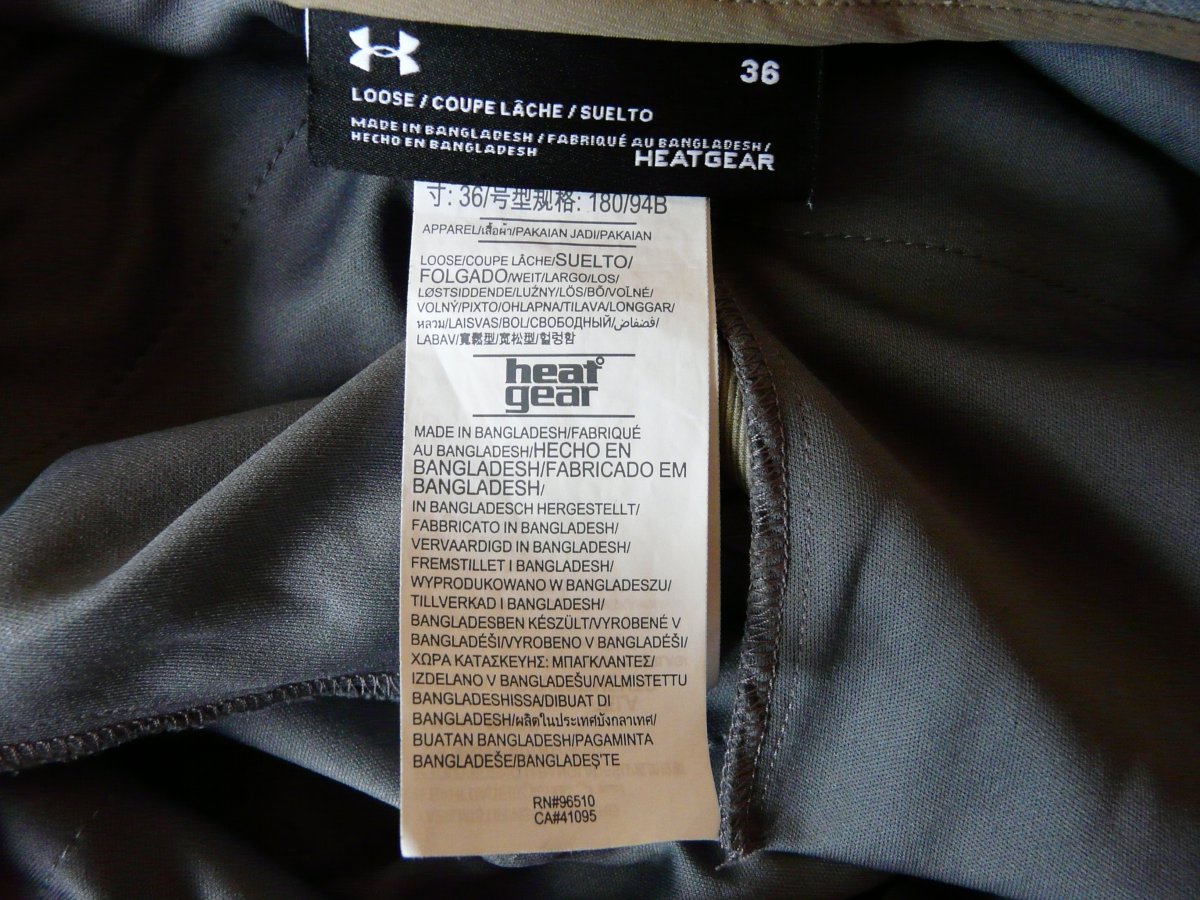 36
LOOSE / COUPE LÂCHE / SUELTO
MADE IN BANGLADESH / FABRIQUÉ AU BANGLADESH /
HECHO EN BANGLADESH
HEATGEAR
寸: 36/号型规格: 180/94B
APPAREL/เสื้อผ้า/PAKAIAN JADI/PAKAIAN
LOOSE/COUPE LÂCHE/SUELTO/
FOLGADO/WEIT/LARGO/LOS/
LØSTSIDDENDE/LUŹNY/LÖS/BŐ/VOĽNÉ/
VOLNÝ/ΡΙΧΤΟ/OHLAPNA/TILAVA/LONGGAR/
หลวม/LAISVAS/BOL/СВОБОДНЫЙ/فضفاض/
LABAV/寬鬆型/宽松型/헐렁함
heat
gear
MADE IN BANGLADESH/FABRIQUÉ
AU BANGLADESH/HECHO EN
BANGLADESH/FABRICADO EM
BANGLADESH/
IN BANGLADESCH HERGESTELLT/
FABBRICATO IN BANGLADESH/
VERVAARDIGD IN BANGLADESH/
FREMSTILLET I BANGLADESH/
WYPRODUKOWANO W BANGLADESZU/
TILLVERKAD I BANGLADESH/
BANGLADESBEN KÉSZÜLT/VYROBENÉ V
BANGLADÉŠI/VYROBENO V BANGLADÉŠI/
ΧΩΡΑ ΚΑΤΑΣΚΕΥΗΣ: ΜΠΑΓΚΛΑΝΤΕΣ/
IZDELANO V BANGLADEŠU/VALMISTETTU
BANGLADESHISSA/DIBUAT DI
BANGLADESH/ผลิตในประเทศบังกลาเทศ/
BUATAN BANGLADESH/PAGAMINTA
BANGLADEŠE/BANGLADEŞ'TE
RN#96510
CA#41095